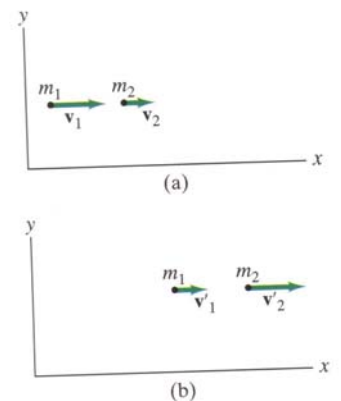 y
m₁ m₂
v₁ v₂
x
(a)
y
m₁ m₂
v′₁ v′₂
x
(b)